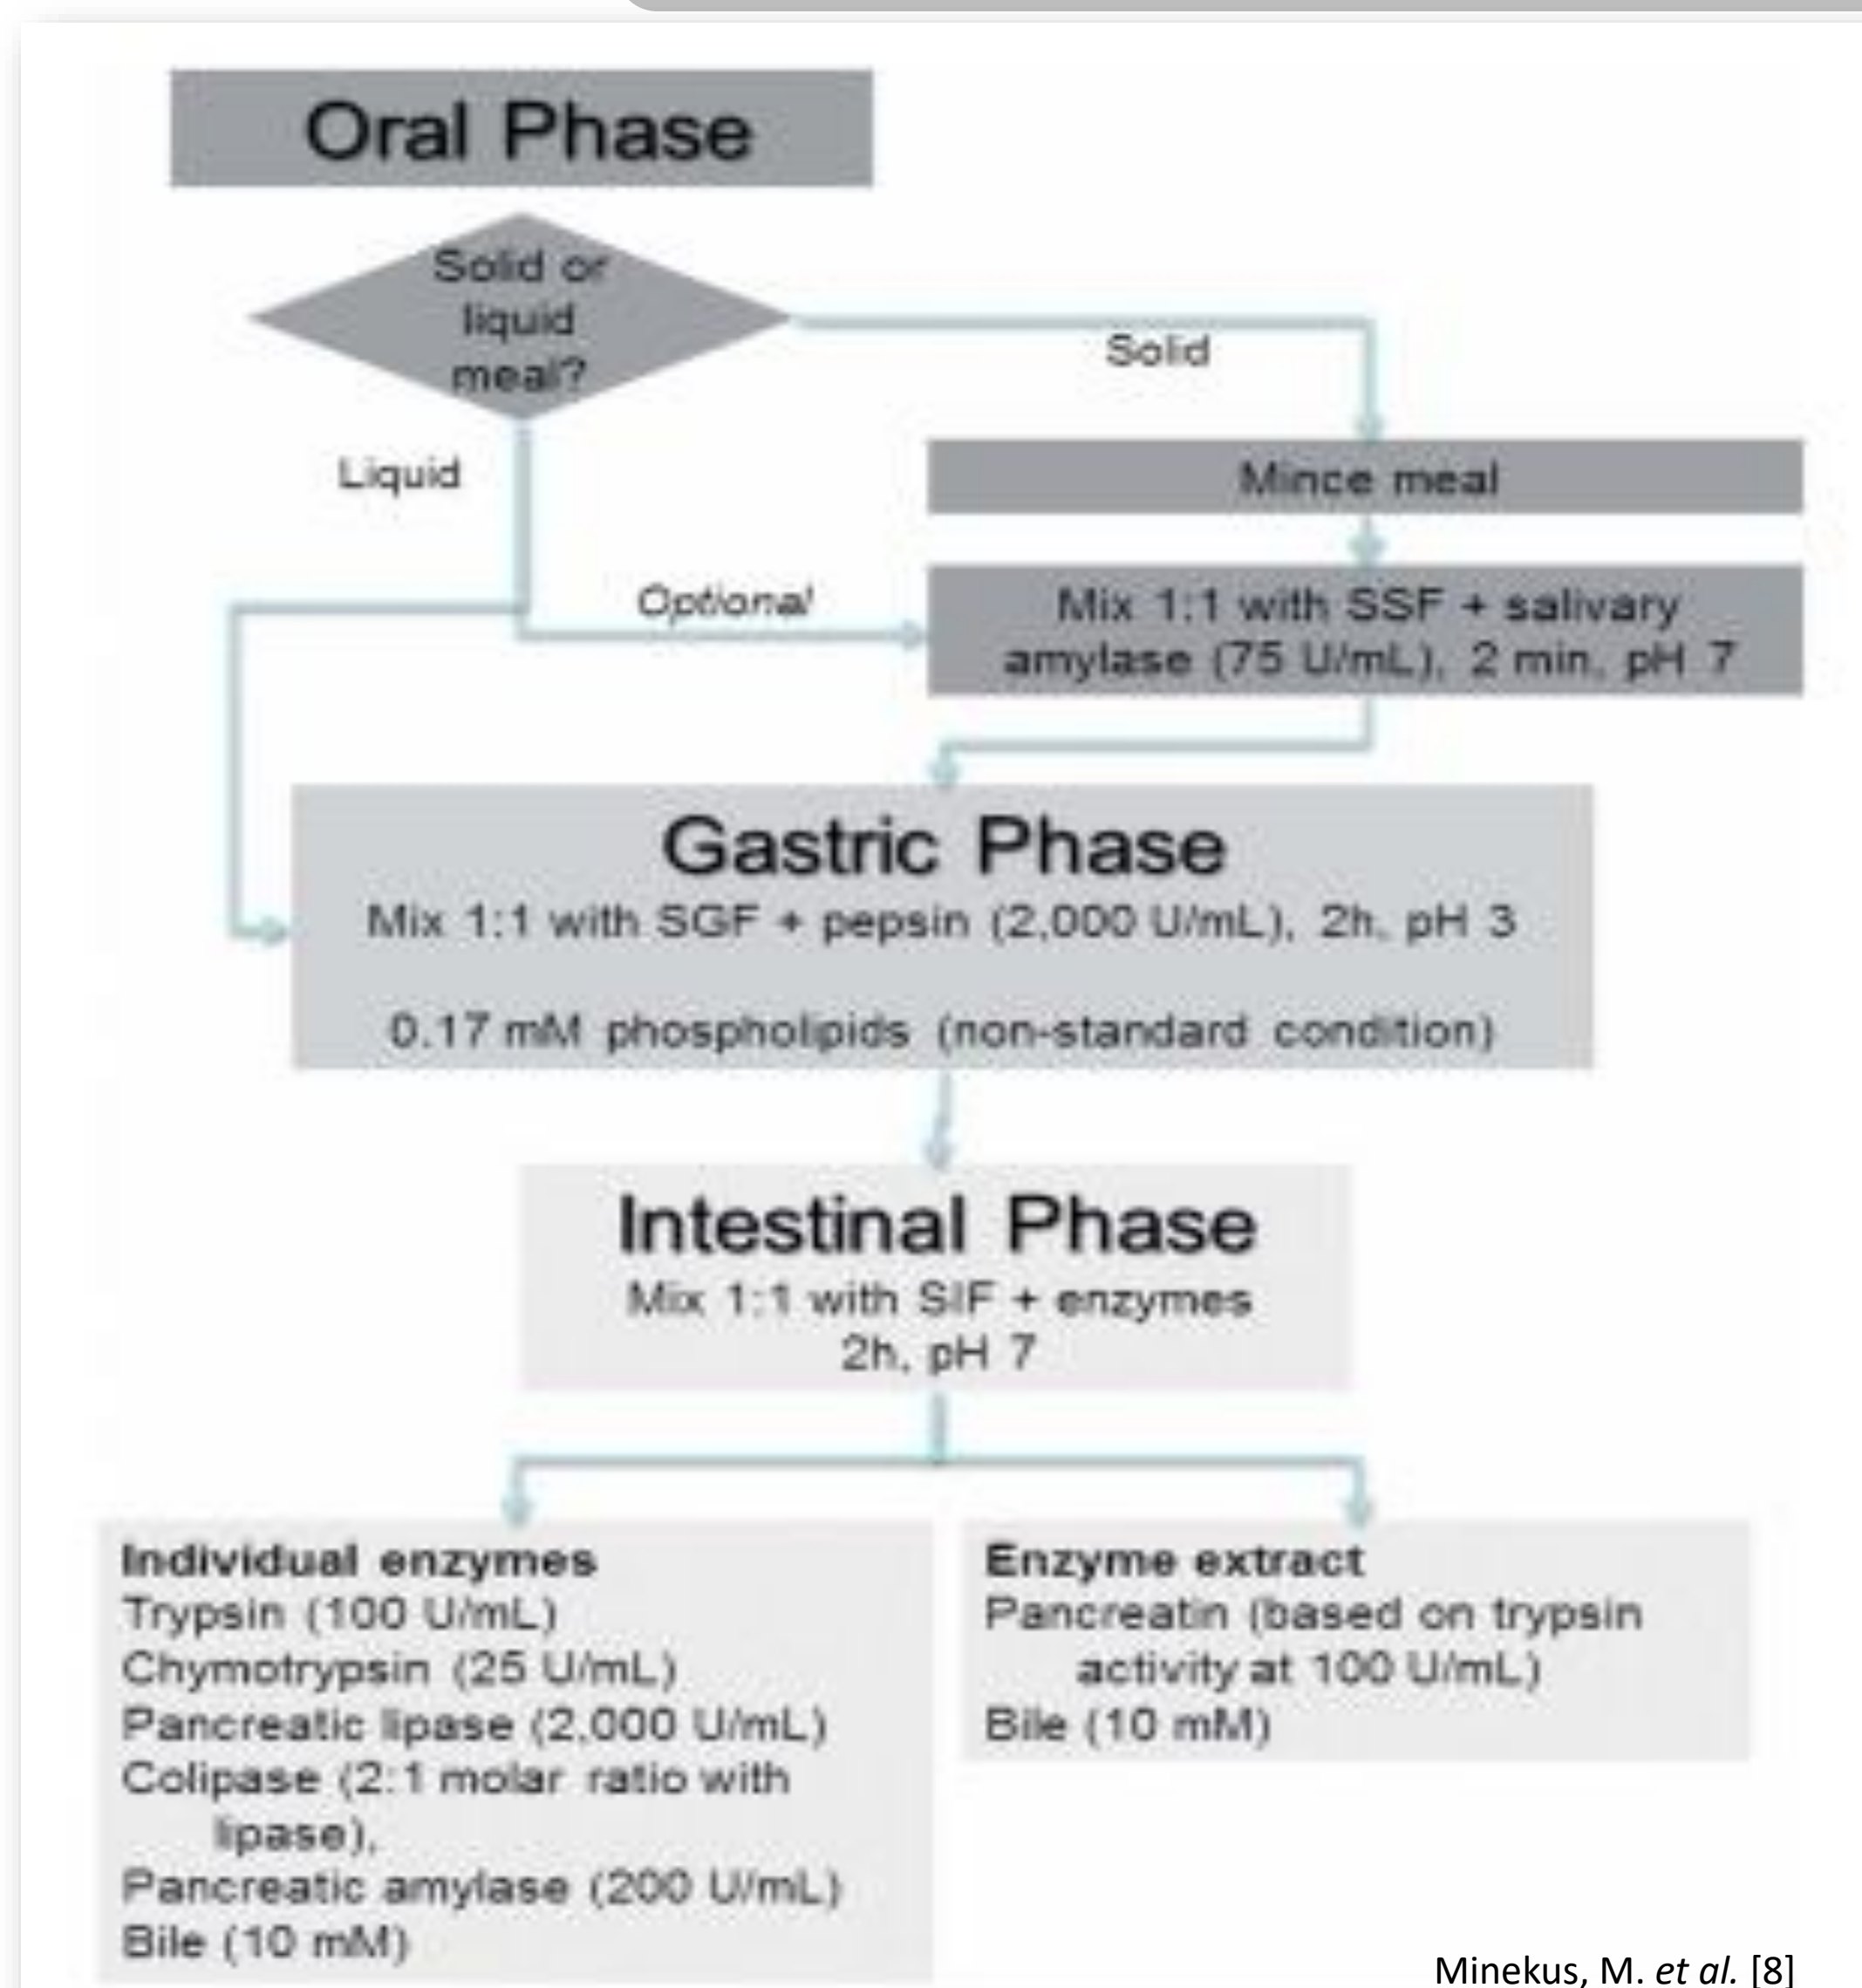 Oral Phase
Solid or
liquid
meal?
Solid
Liquid
Mince meal
Optional
Mix 1:1 with SSF + salivary
amylase (75 U/mL), 2 min, pH 7
Gastric Phase
Mix 1:1 with SGF + pepsin (2,000 U/mL), 2h, pH 3
0.17 mM phospholipids (non-standard condition)
Intestinal Phase
Mix 1:1 with SIF + enzymes
2h, pH 7
Individual enzymes
Trypsin (100 U/mL)
Chymotrypsin (25 U/mL)
Pancreatic lipase (2,000 U/mL)
Colipase (2:1 molar ratio with
lipase),
Pancreatic amylase (200 U/mL)
Bile (10 mM)
Enzyme extract
Pancreatin (based on trypsin
activity at 100 U/mL)
Bile (10 mM)
Minekus, M. et al. [8]